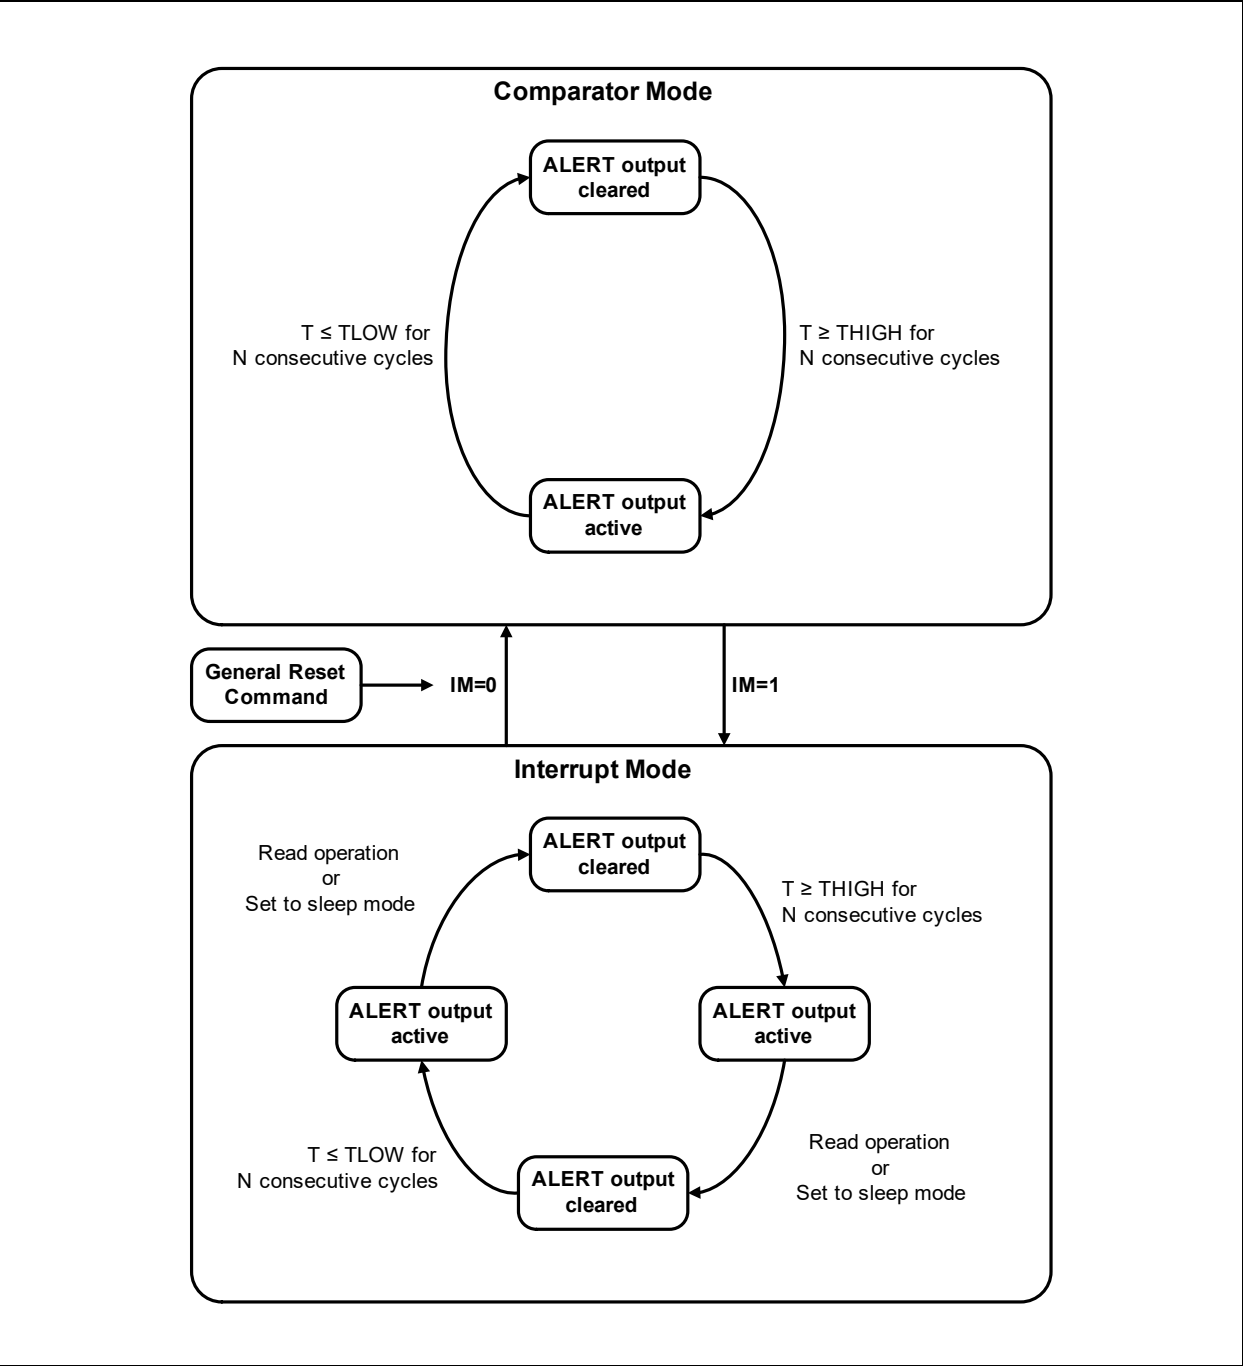 Comparator Mode
ALERT output
cleared
T ≤ TLOW for
N consecutive cycles
T ≥ THIGH for
N consecutive cycles
ALERT output
active
General Reset
Command
IM=0
IM=1
Interrupt Mode
ALERT output
cleared
Read operation
or
Set to sleep mode
T ≥ THIGH for
N consecutive cycles
ALERT output
active
ALERT output
active
T ≤ TLOW for
N consecutive cycles
Read operation
or
Set to sleep mode
ALERT output
cleared